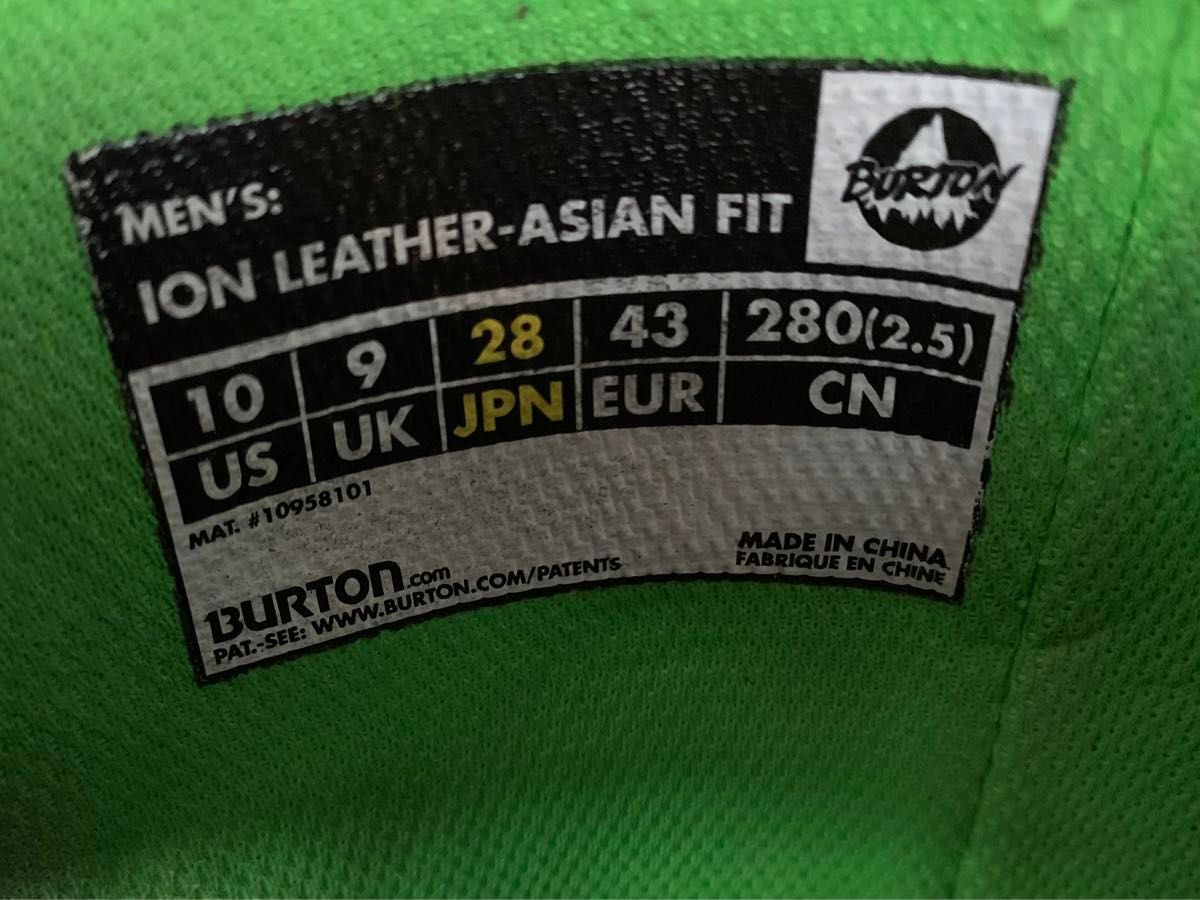 MEN'S:
ION LEATHER-ASIAN FIT
BURTON
10 9 28 43 280(2.5)
US UK JPN EUR CN
MAT. #10958101
BURTON.com
PAT.-SEE: WWW.BURTON.COM/PATENTS
MADE IN CHINA
FABRIQUE EN CHINE